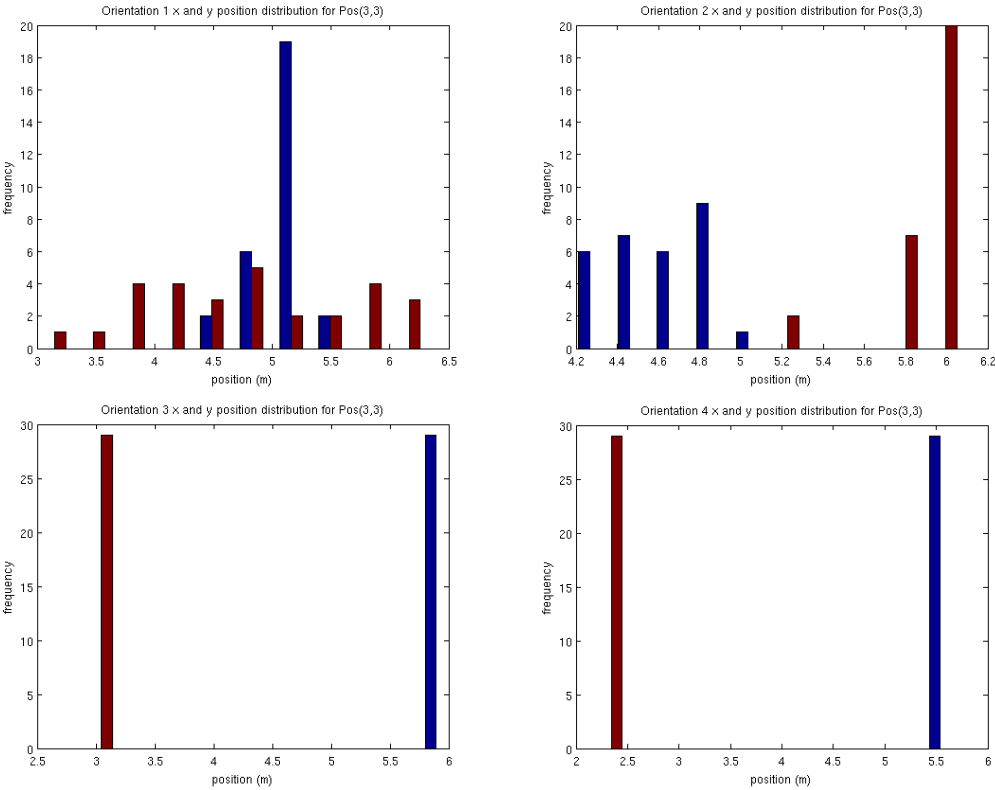 Orientation 1 x and y position distribution for Pos(3,3)
20
18
16
14
12
10
8
6
4
2
0
frequency
3 3.5 4 4.5 5 5.5 6 6.5
position (m)
Orientation 2 x and y position distribution for Pos(3,3)
20
18
16
14
12
10
8
6
4
2
0
frequency
4.2 4.4 4.6 4.8 5 5.2 5.4 5.6 5.8 6 6.2
position (m)
Orientation 3 x and y position distribution for Pos(3,3)
30
25
20
15
10
5
0
frequency
2.5 3 3.5 4 4.5 5 5.5 6
position (m)
Orientation 4 x and y position distribution for Pos(3,3)
30
25
20
15
10
5
0
frequency
2 2.5 3 3.5 4 4.5 5 5.5 6
position (m)